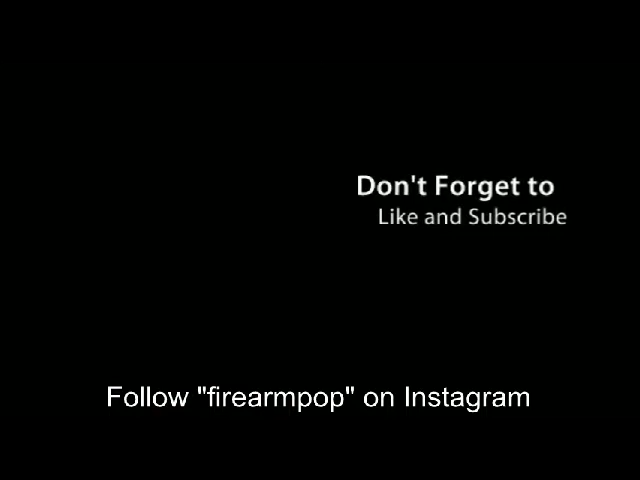 Don't Forget to
Like and Subscribe
Follow "firearmpop" on Instagram